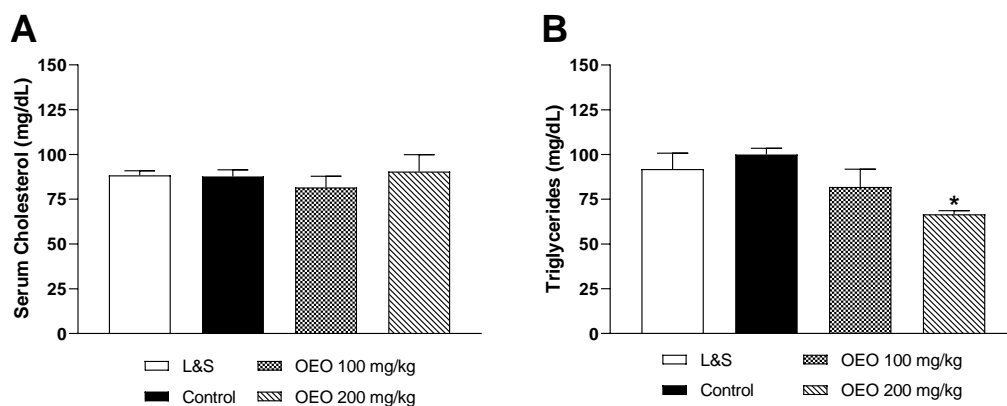 A
Serum Cholesterol (mg/dL)
150
125
100
75
50
25
0
L&S
OEO 100 mg/kg
Control
OEO 200 mg/kg
B
Triglycerides (mg/dL)
150
125
100
75
50
25
0
*
L&S
OEO 100 mg/kg
Control
OEO 200 mg/kg